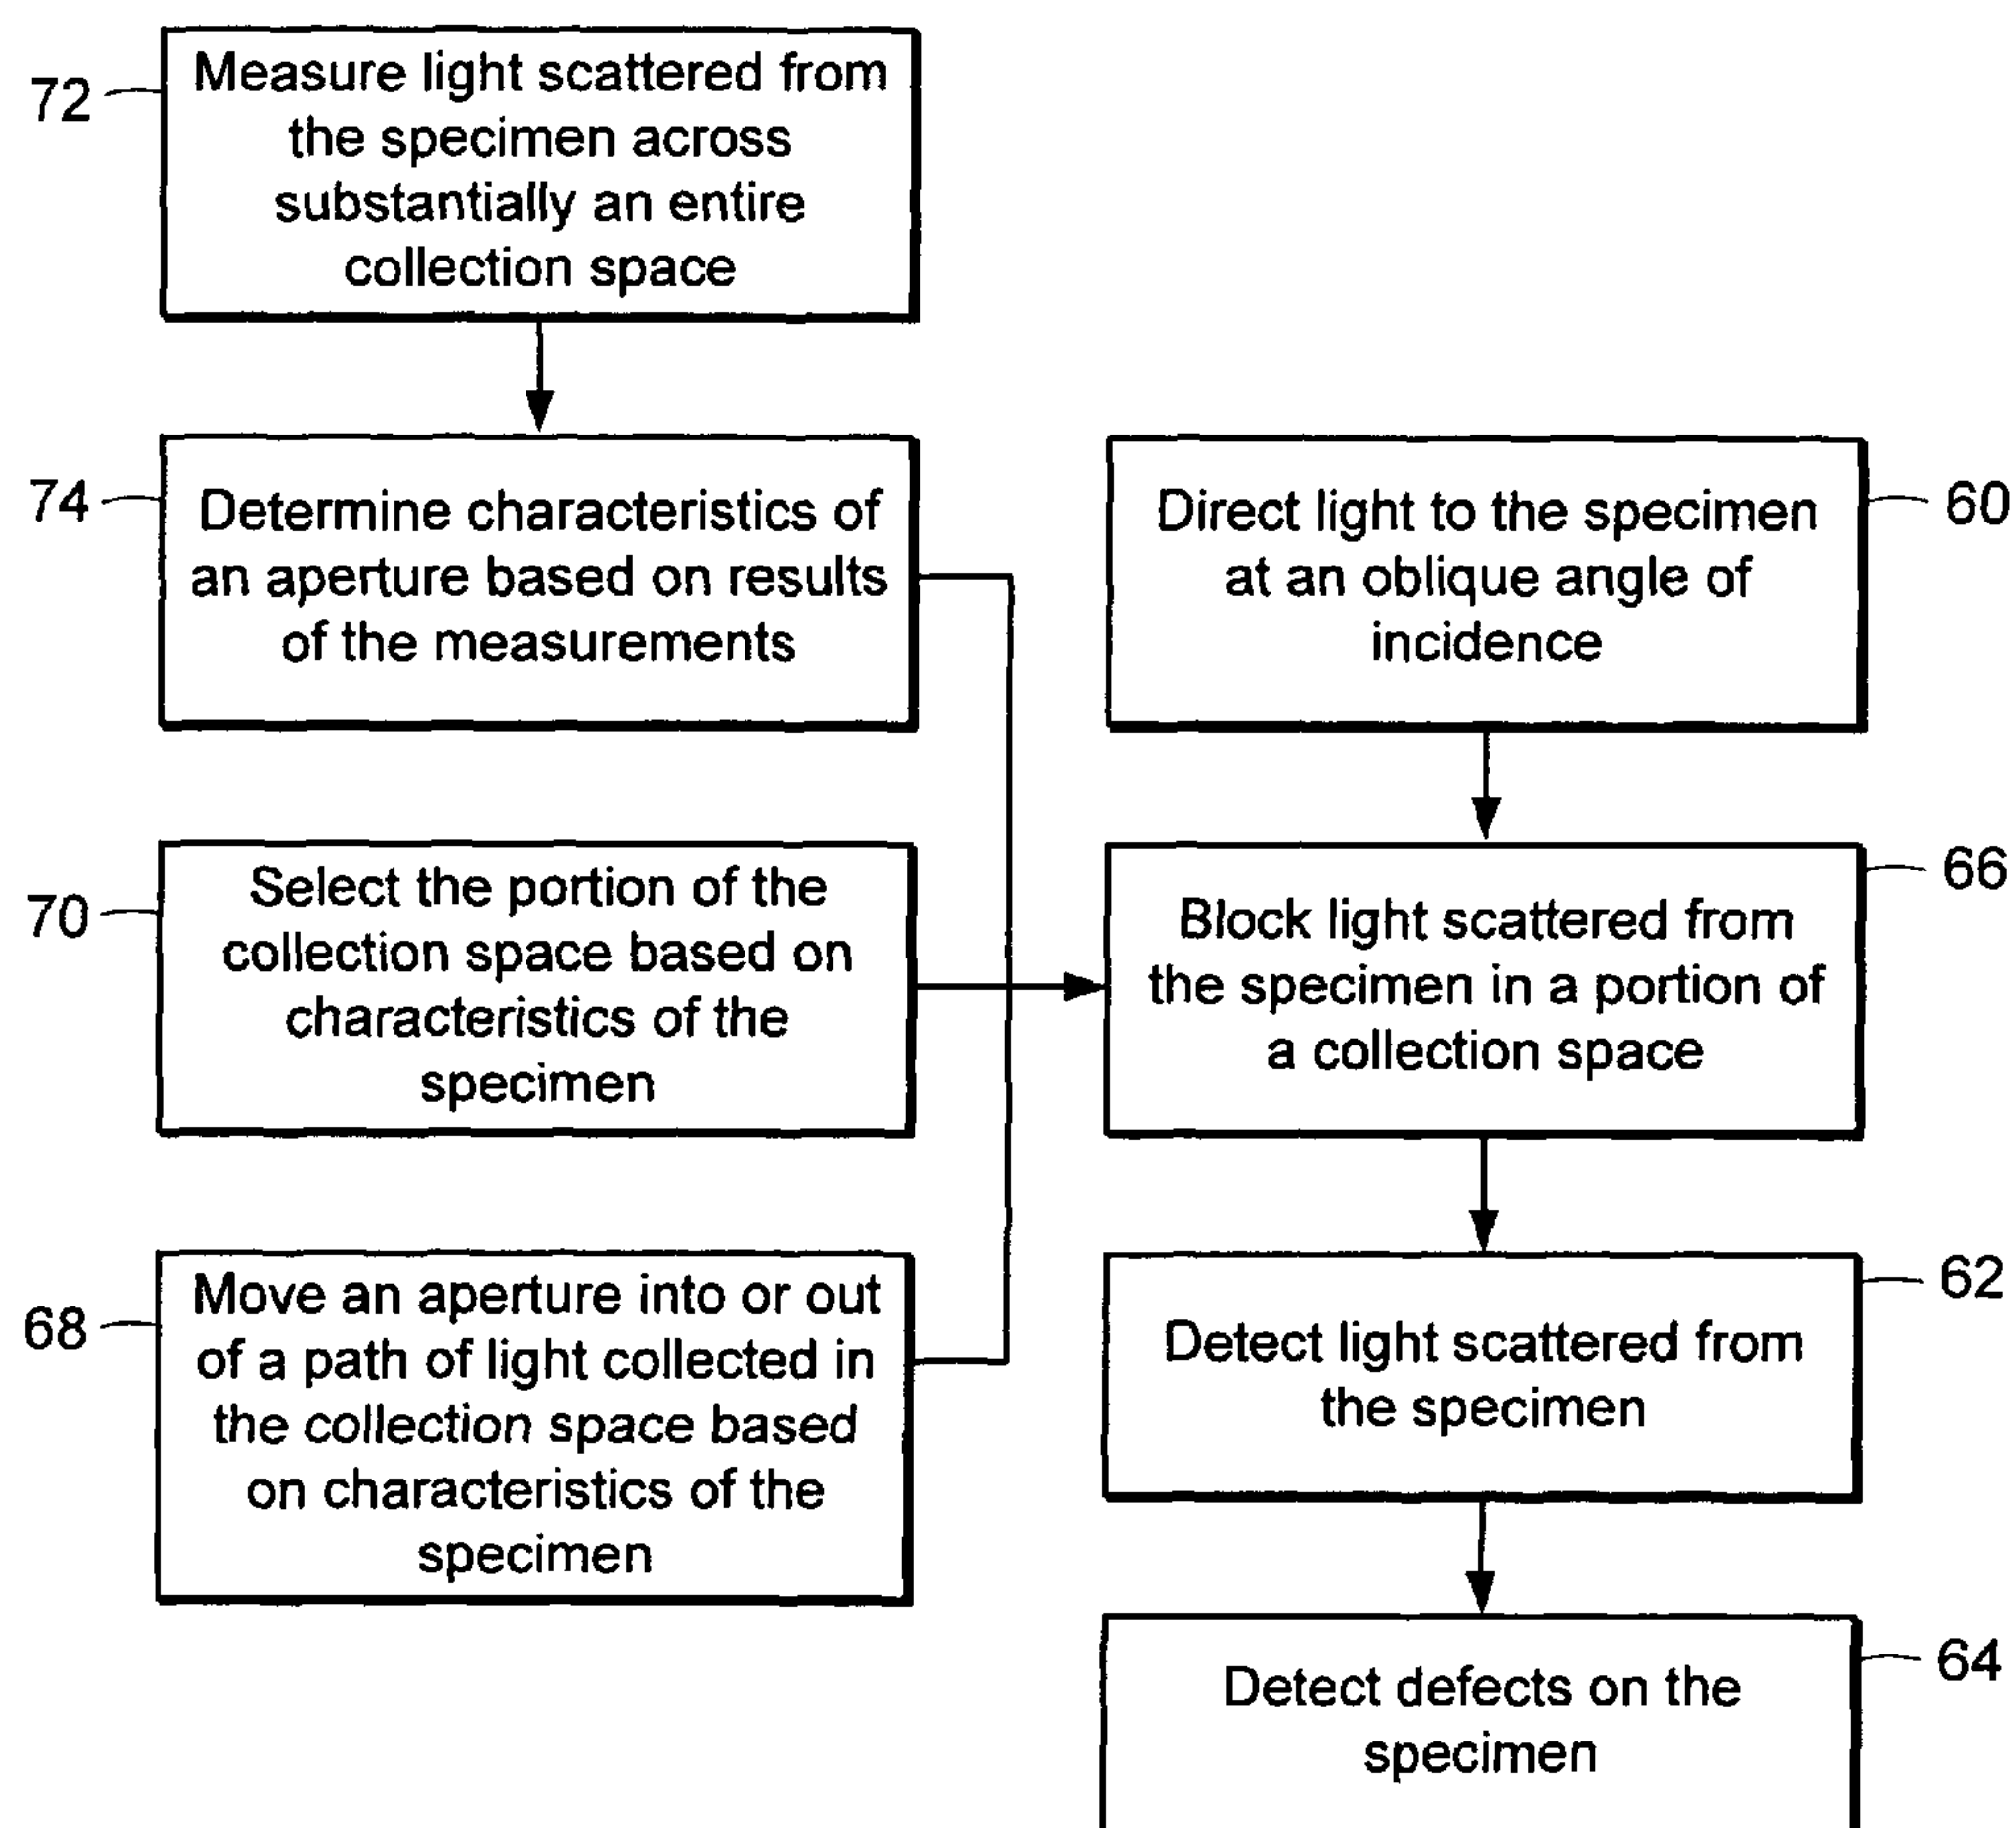 72
Measure light scattered from
the specimen across
substantially an entire
collection space
74
Determine characteristics of
an aperture based on results
of the measurements
60
Direct light to the specimen
at an oblique angle of
incidence
70
Select the portion of the
collection space based on
characteristics of the
specimen
66
Block light scattered from
the specimen in a portion of
a collection space
68
Move an aperture into or out
of a path of light collected in
the collection space based
on characteristics of the
specimen
62
Detect light scattered from
the specimen
64
Detect defects on the
specimen